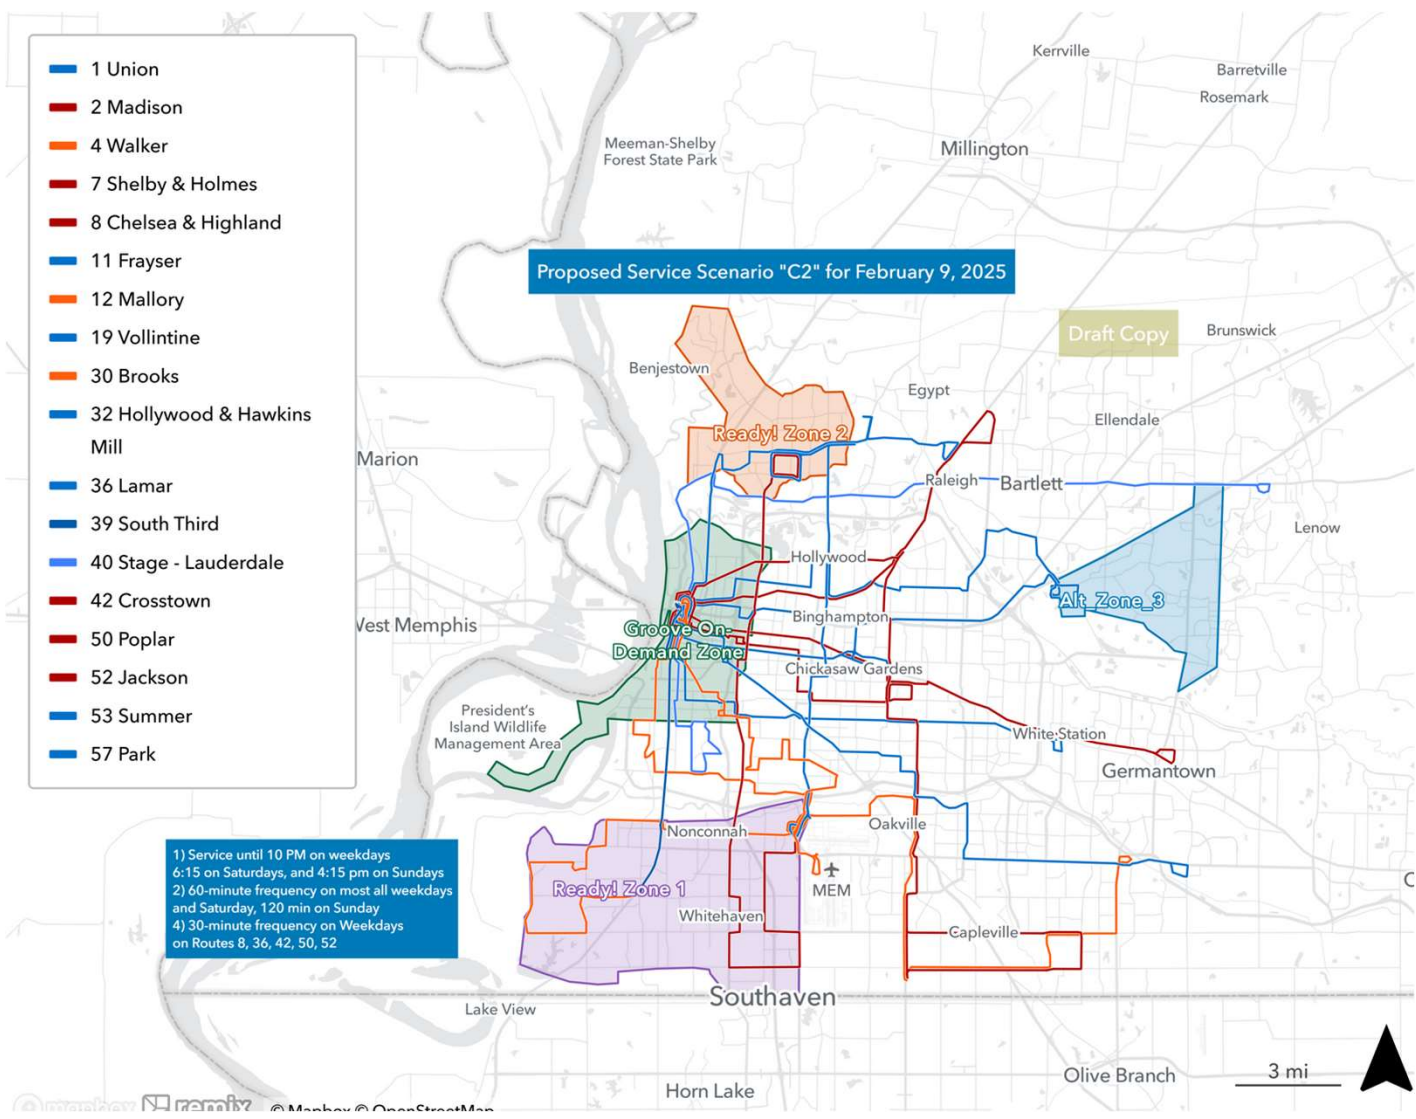 1 Union
2 Madison
4 Walker
7 Shelby & Holmes
8 Chelsea & Highland
11 Frayser
12 Mallory
19 Vollintine
30 Brooks
32 Hollywood & Hawkins
Mill
36 Lamar
39 South Third
40 Stage - Lauderdale
42 Crosstown
50 Poplar
52 Jackson
53 Summer
57 Park
Kerrville
Barretville
Rosemark
Meeman-Shelby
Forest State Park
Millington
Proposed Service Scenario "C2" for February 9, 2025
Draft Copy
Brunswick
Benjestown
Egypt
Ellendale
Ready! Zone 2
Marion
Raleigh
Bartlett
Lenow
Hollywood
Alt_Zone_3
West Memphis
Groove On-
Demand Zone
Binghampton
Chickasaw Gardens
President's
Island Wildlife
Management Area
White Station
Germantown
Nonconnah
Oakville
1) Service until 10 PM on weekdays
6:15 on Saturdays, and 4:15 pm on Sundays
2) 60-minute frequency on most all weekdays
and Saturday, 120 min on Sunday
4) 30-minute frequency on Weekdays
on Routes 8, 36, 42, 50, 52
Ready! Zone 1
MEM
Whitehaven
Capleville
Southaven
Lake View
Horn Lake
Olive Branch
3 mi
mapbox
remix
© Mapbox © OpenStreetMap